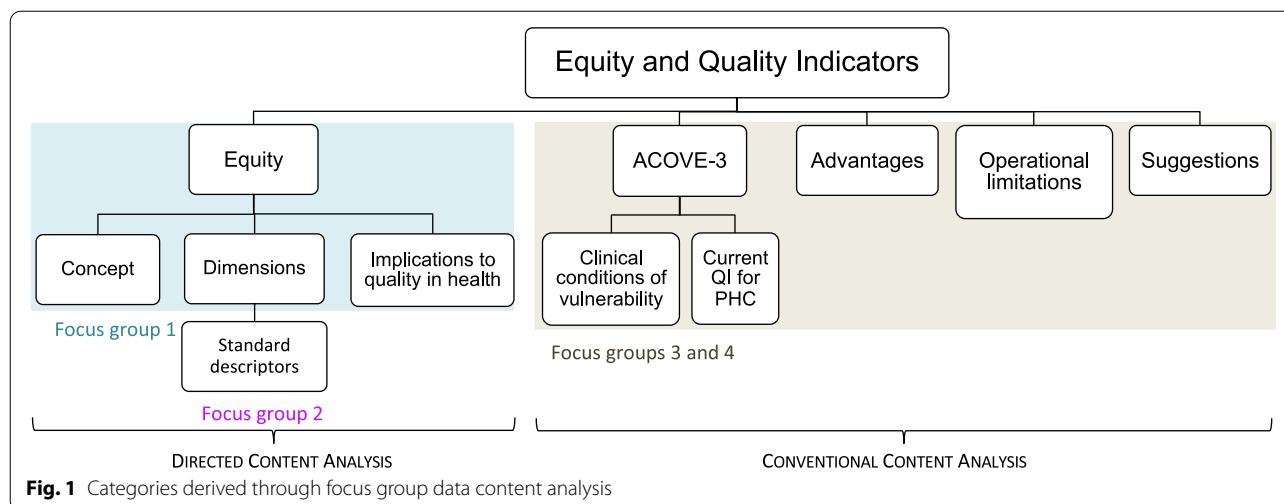 Equity and Quality Indicators
Equity
ACOVE-3
Advantages
Operational
limitations
Suggestions
Concept
Dimensions
Implications to
quality in health
Clinical
conditions of
vulnerability
Current
QI for
PHC
Focus group 1
Standard
descriptors
Focus groups 3 and 4
Focus group 2
DIRECTED CONTENT ANALYSIS
CONVENTIONAL CONTENT ANALYSIS
Fig. 1 Categories derived through focus group data content analysis